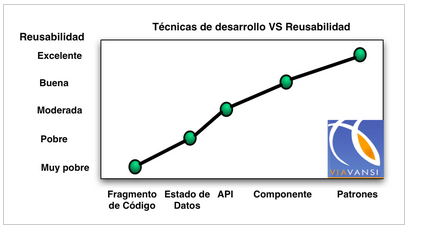 Técnicas de desarrollo VS Reusabilidad
Reusabilidad
Excelente
Buena
Moderada
Pobre
Muy pobre
VIAVANSI
Fragmento
de Código
Estado de
Datos
API
Componente
Patrones